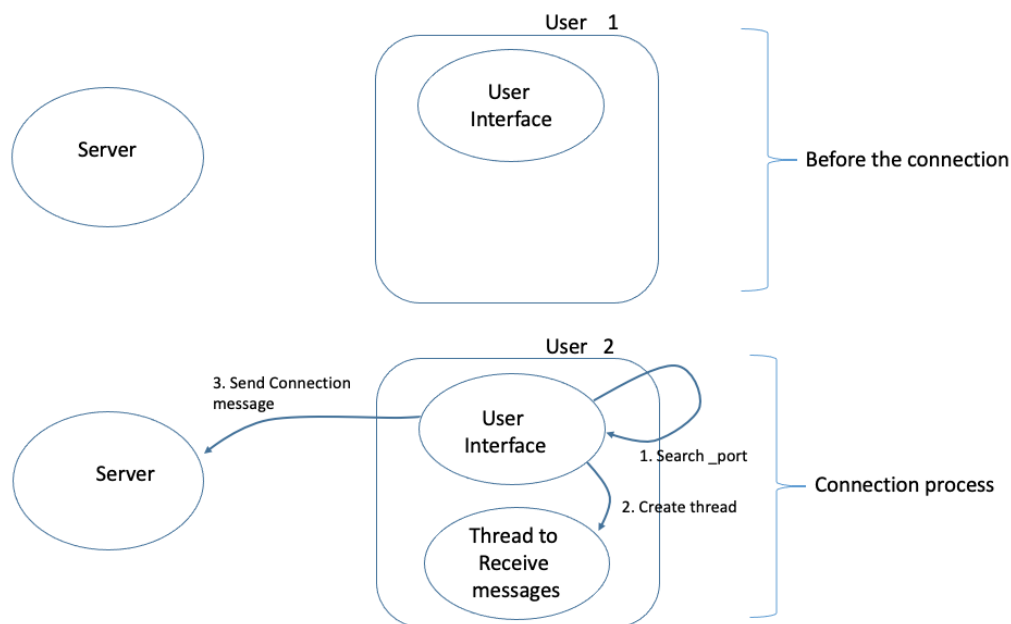 User 1
User
Interface
Server
Before the connection
User 2
3. Send Connection
message
User
Interface
Server
1. Search _port
Connection process
2. Create thread
Thread to
Receive
messages